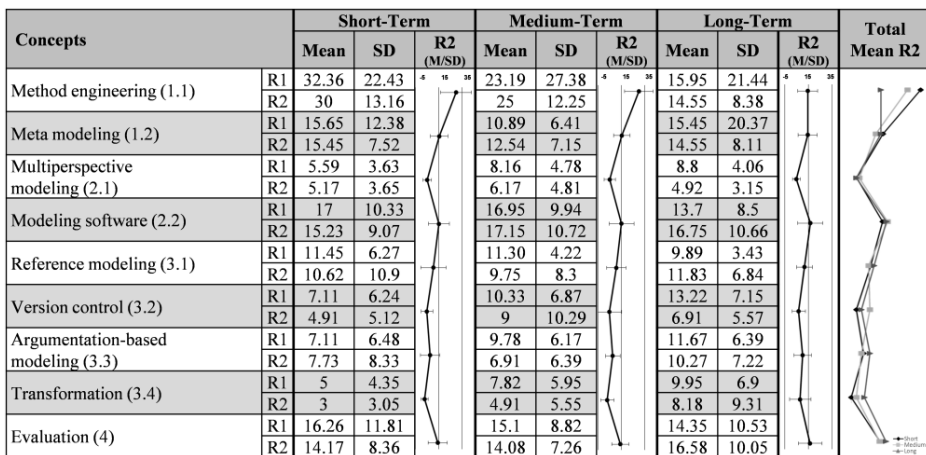 Concepts Short-Term Medium-Term Long-Term Total Mean R2
Mean SD R2 (M/SD) Mean SD R2 (M/SD) Mean SD R2 (M/SD)
-5 15 35 -5 15 35 -5 15 35
Method engineering (1.1) R1 32.36 22.43 23.19 27.38 15.95 21.44
R2 30 13.16 25 12.25 14.55 8.38
Meta modeling (1.2) R1 15.65 12.38 10.89 6.41 15.45 20.37
R2 15.45 7.52 12.54 7.15 14.55 8.11
Multiperspective modeling (2.1) R1 5.59 3.63 8.16 4.78 8.8 4.06
R2 5.17 3.65 6.17 4.81 4.92 3.15
Modeling software (2.2) R1 17 10.33 16.95 9.94 13.7 8.5
R2 15.23 9.07 17.15 10.72 16.75 10.66
Reference modeling (3.1) R1 11.45 6.27 11.30 4.22 9.89 3.43
R2 10.62 10.9 9.75 8.3 11.83 6.84
Version control (3.2) R1 7.11 6.24 10.33 6.87 13.22 7.15
R2 4.91 5.12 9 10.29 6.91 5.57
Argumentation-based modeling (3.3) R1 7.11 6.48 9.78 6.17 11.67 6.39
R2 7.73 8.33 6.91 6.39 10.27 7.22
Transformation (3.4) R1 5 4.35 7.82 5.95 9.95 6.9
R2 3 3.05 4.91 5.55 8.18 9.31
Evaluation (4) R1 16.26 11.81 15.1 8.82 14.35 10.53
R2 14.17 8.36 14.08 7.26 16.58 10.05
Short
Medium
Long